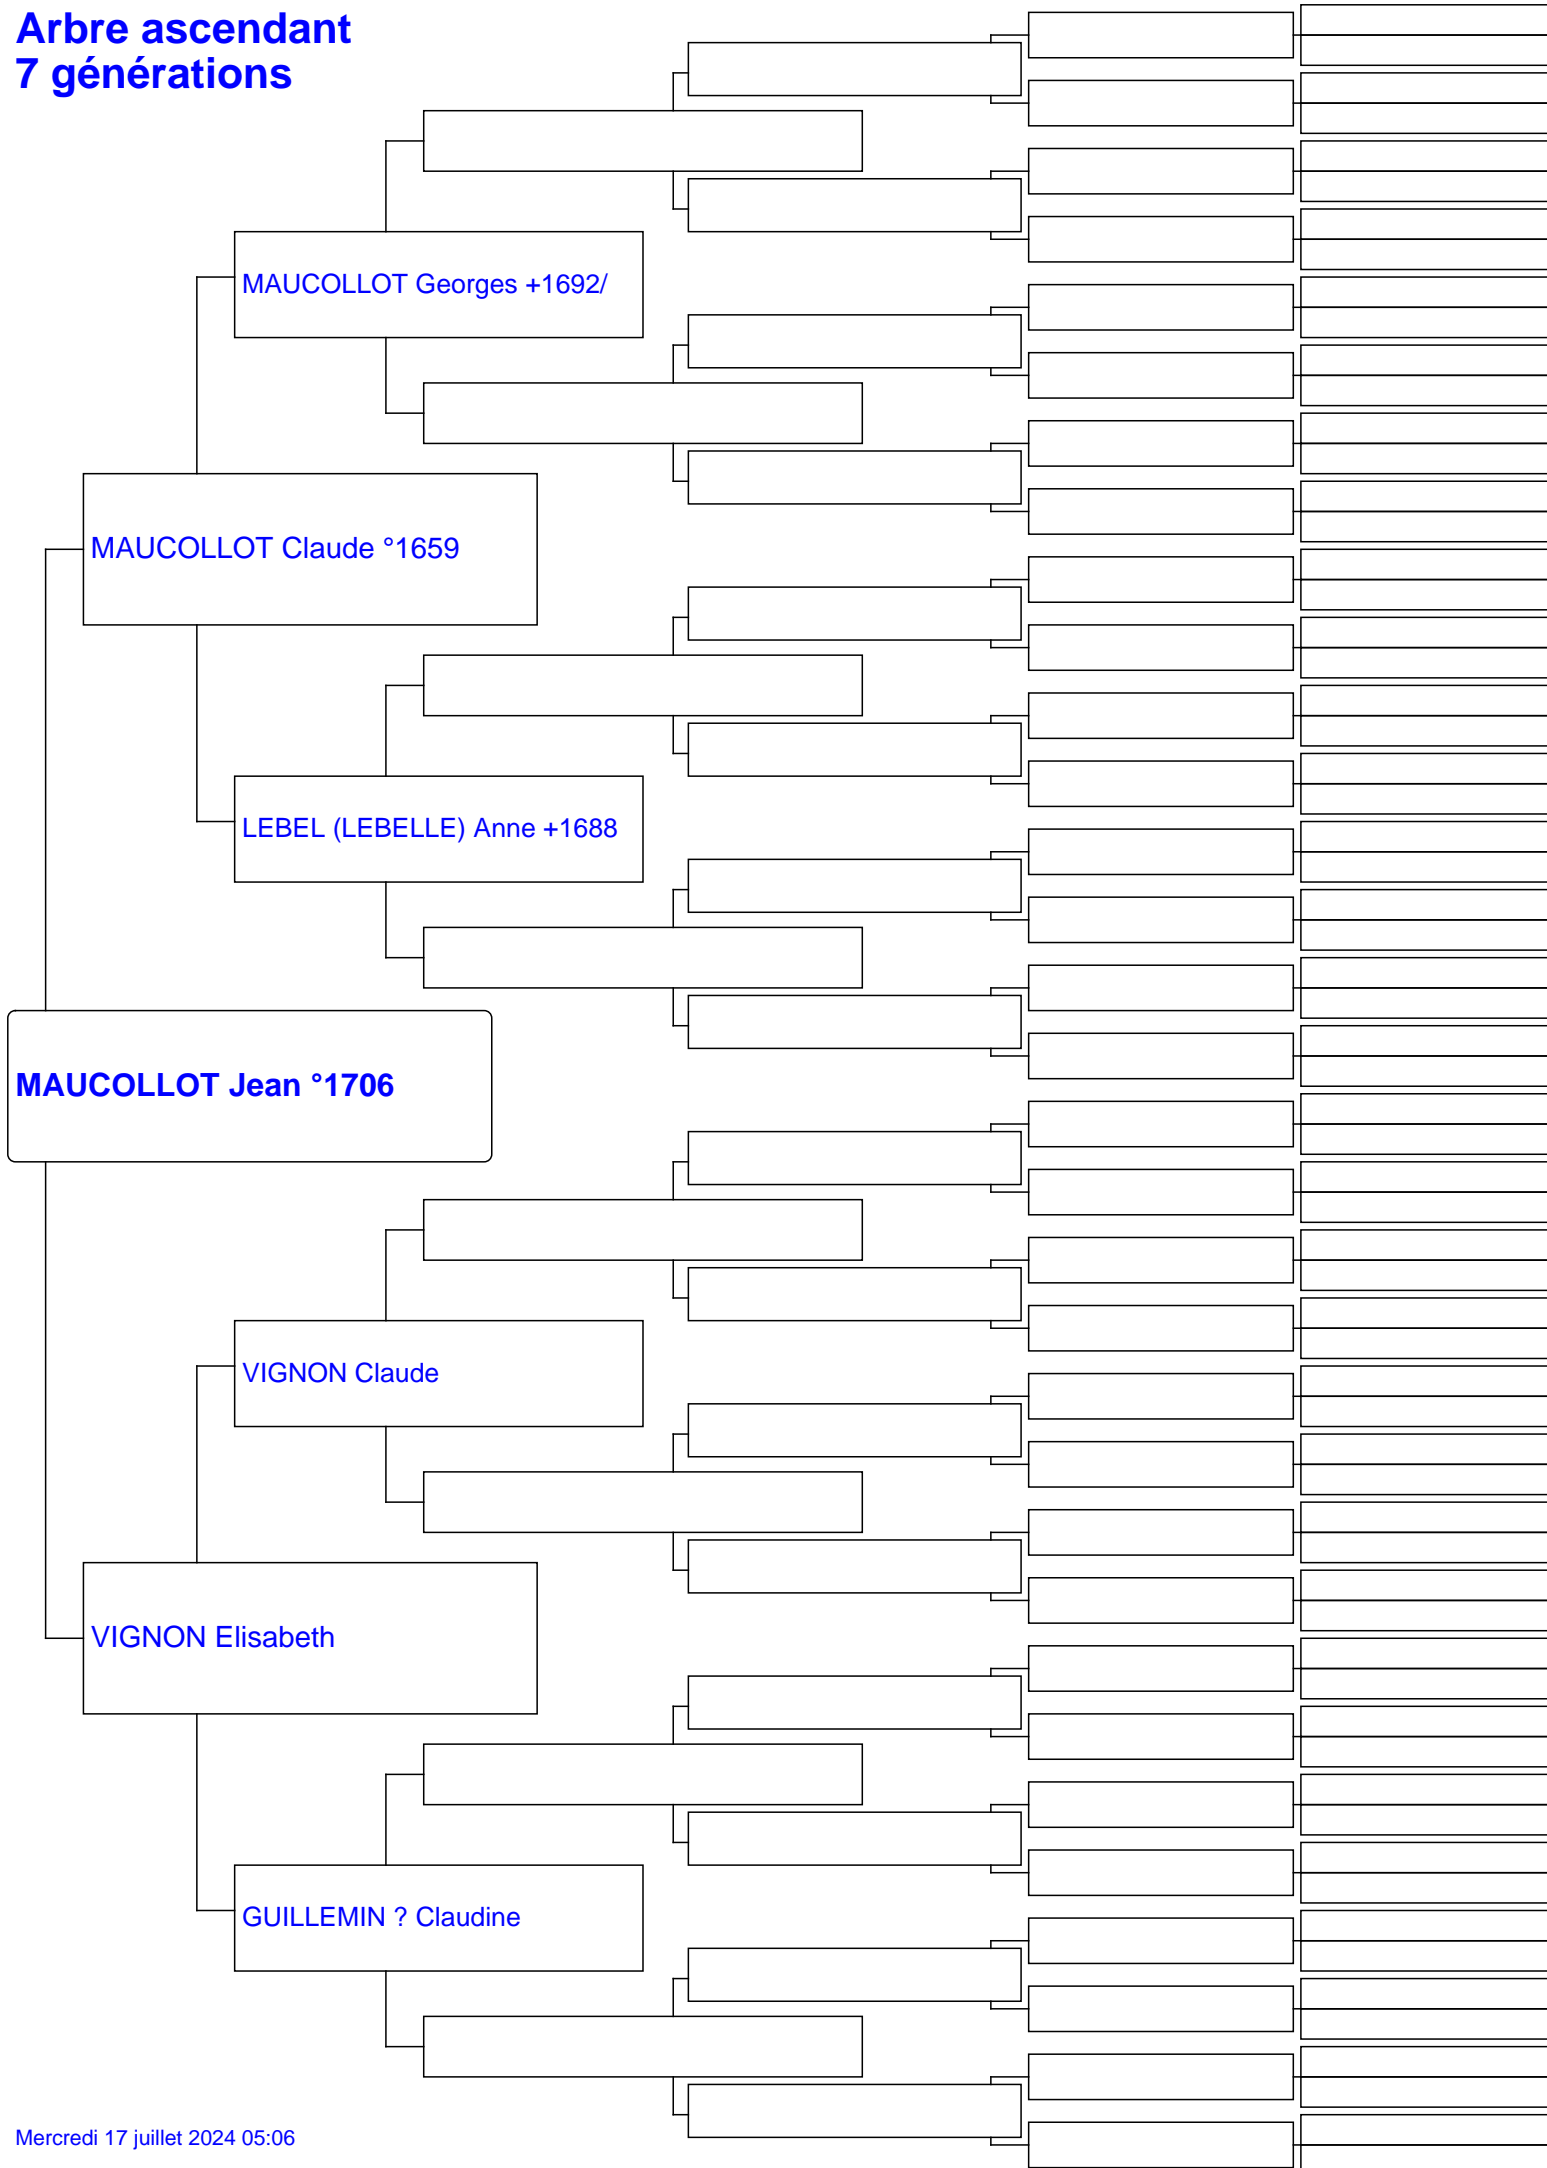 Arbre ascendant
7 générations
MAUCOLLOT Georges +1692/
MAUCOLLOT Claude °1659
LEBEL (LEBELLE) Anne +1688
MAUCOLLOT Jean °1706
VIGNON Claude
VIGNON Elisabeth
GUILLEMIN ? Claudine
Mercredi 17 juillet 2024 05:06